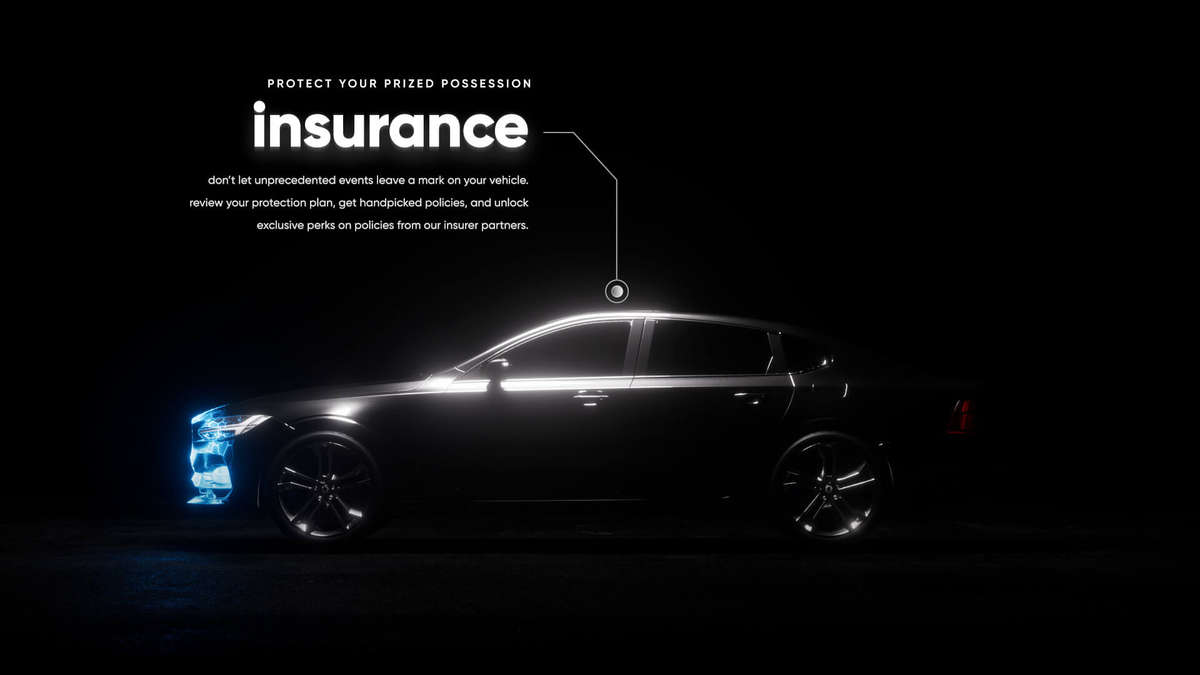 PROTECT YOUR PRIZED POSSESSION
insurance
don't let unprecedented events leave a mark on your vehicle.
review your protection plan, get handpicked policies, and unlock
exclusive perks on policies from our insurer partners.